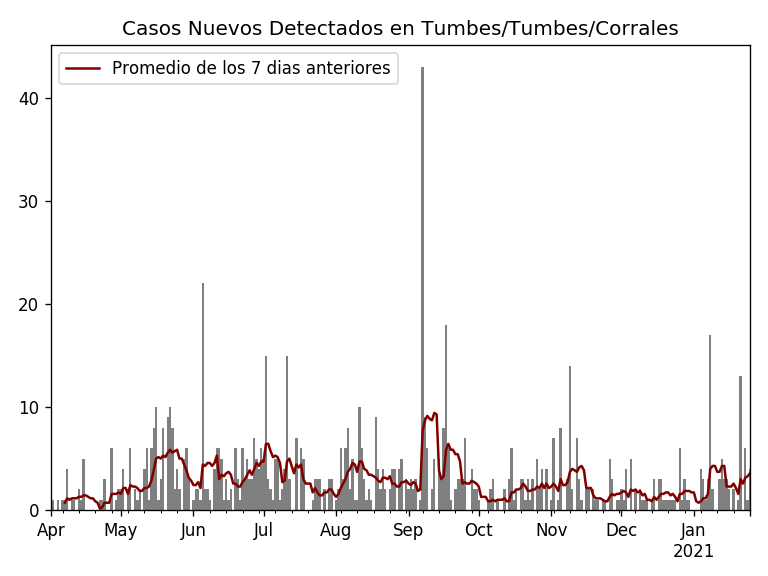 Casos Nuevos Detectados en Tumbes/Tumbes/Corrales
Promedio de los 7 dias anteriores
40
30
20
10
0
Apr May Jun Jul Aug Sep Oct Nov Dec Jan
2021